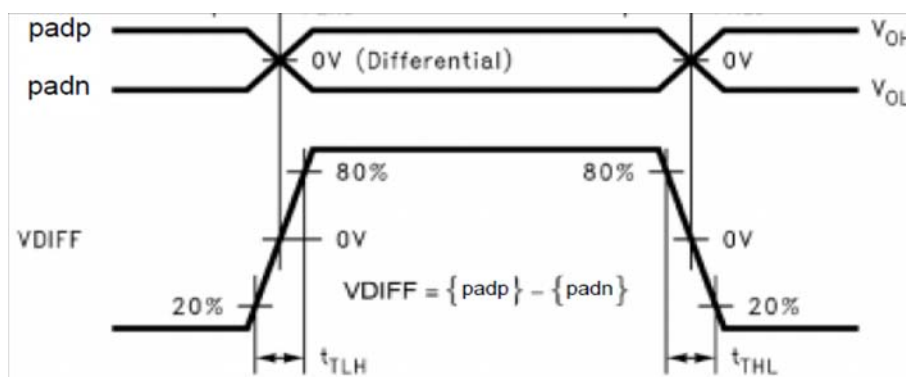 padp
V_OH
0V (Differential)
0V
padn
V_OL
80%
80%
VDIFF
0V
0V
VDIFF = {padp} – {padn}
20%
20%
t_TLH
t_THL